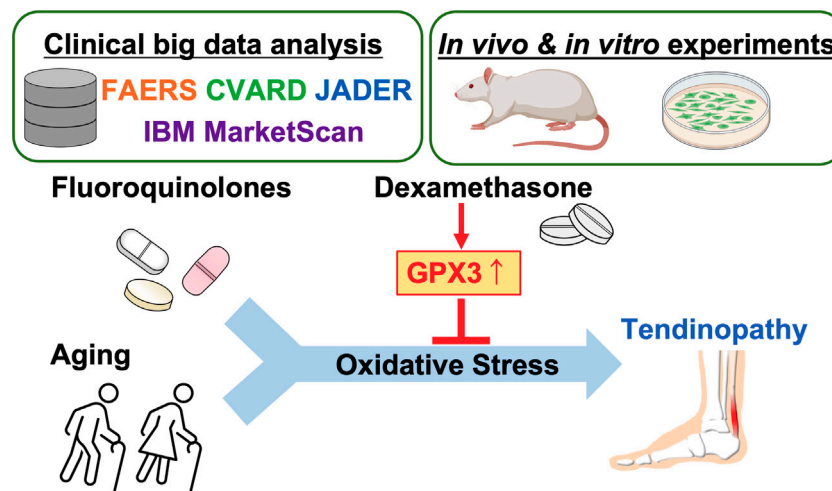 Clinical big data analysis
FAERS CVARD JADER
IBM MarketScan
In vivo & in vitro experiments
Fluoroquinolones
Dexamethasone
GPX3 ↑
Aging
Oxidative Stress
Tendinopathy